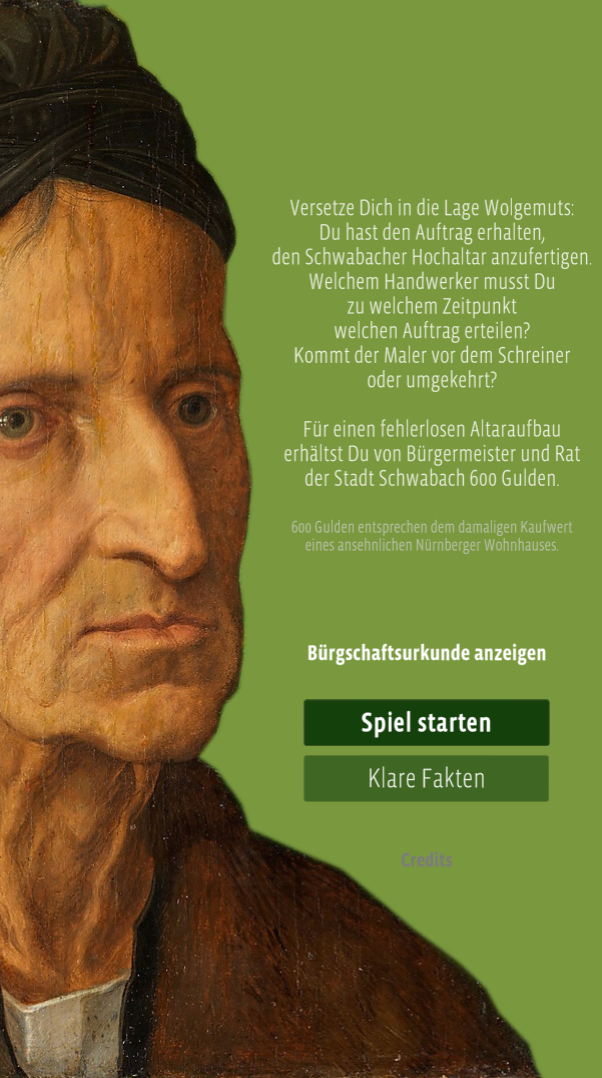 Versetze Dich in die Lage Wolgemuts:
Du hast den Auftrag erhalten,
den Schwabacher Hochaltar anzufertigen.
Welchem Handwerker musst Du
zu welchem Zeitpunkt
welchen Auftrag erteilen?
Kommt der Maler vor dem Schreiner
oder umgekehrt?
Für einen fehlerlosen Altaraufbau
erhältst Du von Bürgermeister und Rat
der Stadt Schwabach 600 Gulden.
600 Gulden entsprechen dem damaligen Kaufwert
eines ansehnlichen Nürnberger Wohnhauses.
Bürgschaftsurkunde anzeigen
Spiel starten
Klare Fakten
Credits